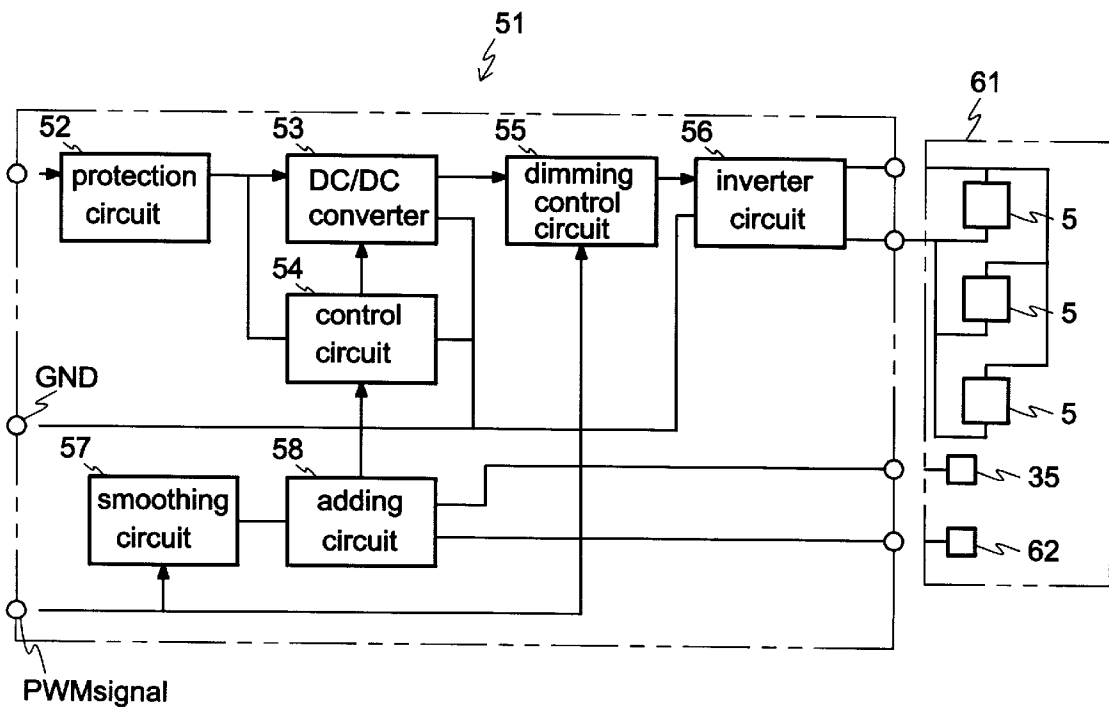 51
61
52
protection
circuit
53
DC/DC
converter
55
dimming
control
circuit
56
inverter
circuit
5
54
control
circuit
5
GND
5
57
smoothing
circuit
58
adding
circuit
35
62
PWMsignal